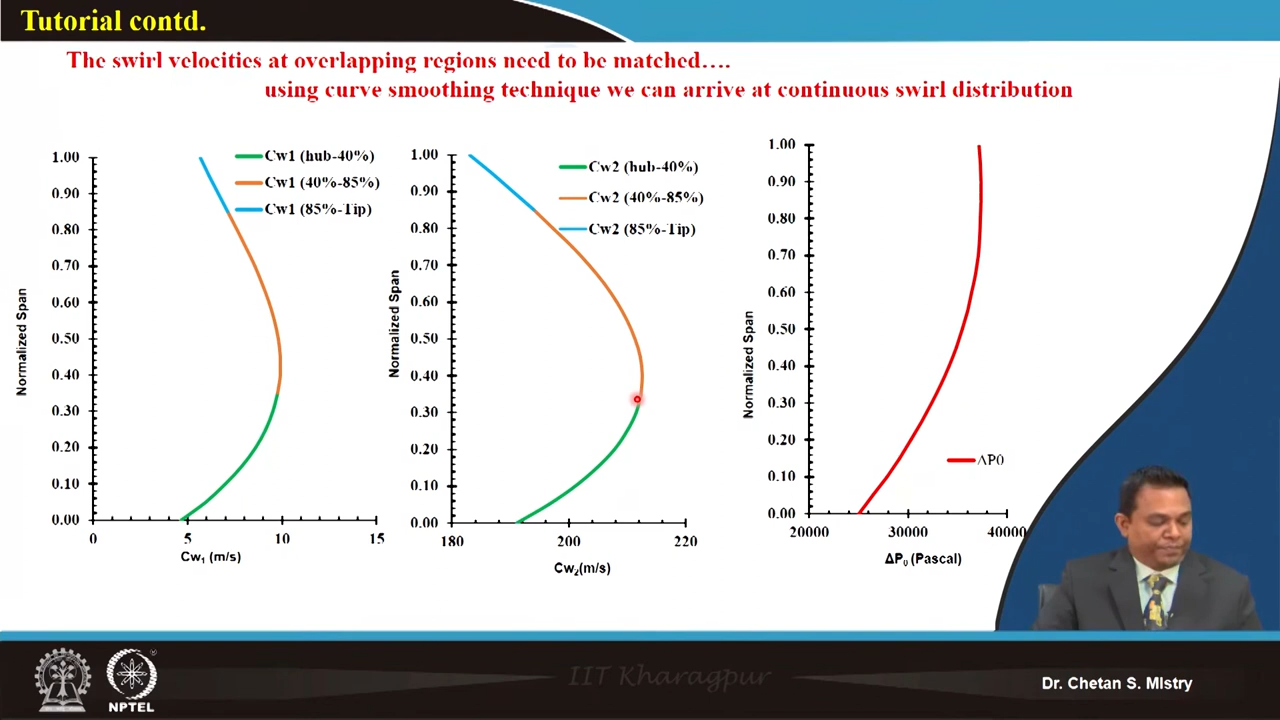 Tutorial contd.
The swirl velocities at overlapping regions need to be matched….
using curve smoothing technique we can arrive at continuous swirl distribution
1.00
0.90
0.80
0.70
0.60
0.50
0.40
0.30
0.20
0.10
0.00
Normalized Span
0
5
10
15
Cw1 (m/s)
Cw1 (hub-40%)
Cw1 (40%-85%)
Cw1 (85%-Tip)
1.00
0.90
0.80
0.70
0.60
0.50
0.40
0.30
0.20
0.10
0.00
Normalized Span
180
200
220
Cw2(m/s)
Cw2 (hub-40%)
Cw2 (40%-85%)
Cw2 (85%-Tip)
1.00
0.90
0.80
0.70
0.60
0.50
0.40
0.30
0.20
0.10
0.00
Normalized Span
20000
30000
40000
ΔP0 (Pascal)
ΔP0
NPTEL
IIT Kharagpur
Dr. Chetan S. MIstry